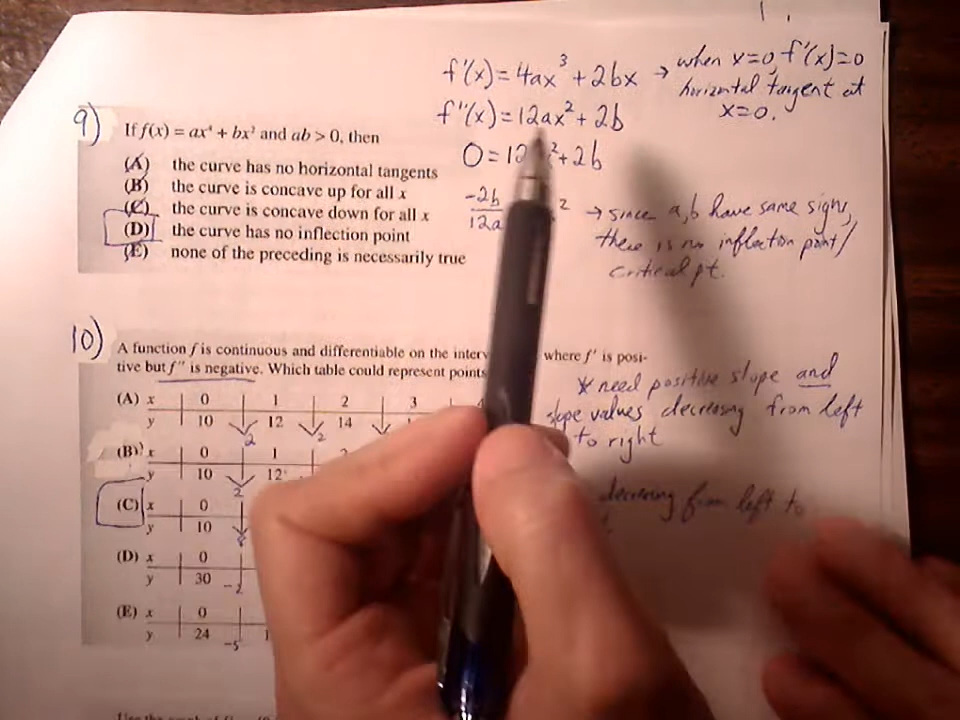 f'(x) = 4ax³ + 2bx → when x=0, f'(x)=0
horizontal tangent at
x=0.
f''(x) = 12ax² + 2b
0 = 12 ² + 2b
-2b
12a
²
→ since a, b have same signs,
there is no inflection point/
critical pt.
9) If f(x) = ax⁴ + bx² and ab > 0, then
(A) the curve has no horizontal tangents
(B) the curve is concave up for all x
(C) the curve is concave down for all x
(D) the curve has no inflection point
(E) none of the preceding is necessarily true
10) A function f is continuous and differentiable on the where f' is posi-
tive but f'' is negative. Which table could represent points
(A) x 0 1 2 3
y 10 12 14
2 2
(B) x 0 1
y 10 12
2
(C) x 0
y 10
(D) x 0
y 30 -2
(E) x 0
y 24 -5
* need positive slope and
slope values decreasing from left
to right
decreasing from left to